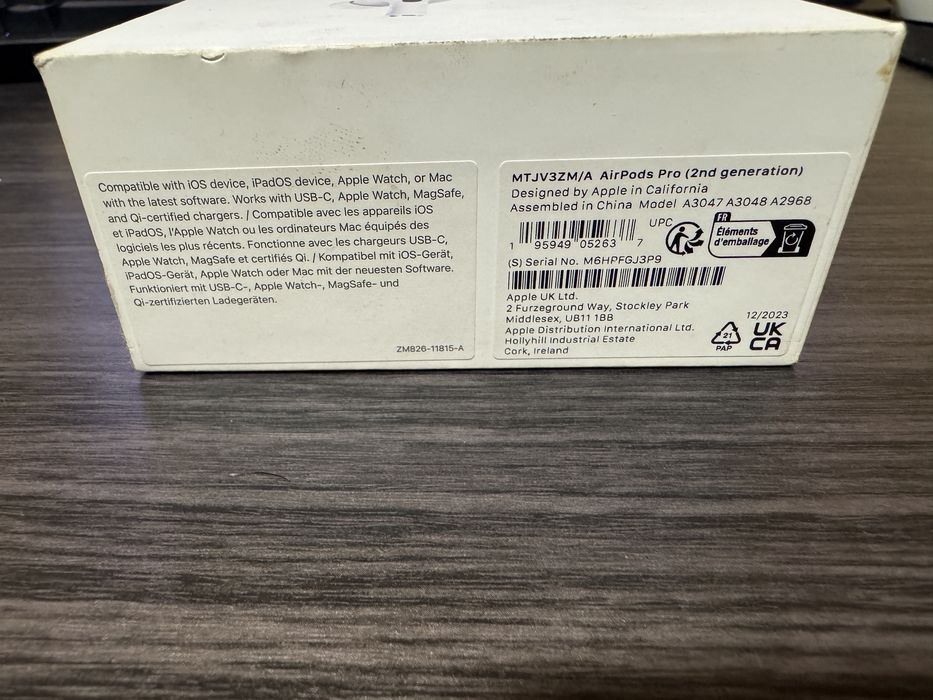 Compatible with iOS device, iPadOS device, Apple Watch, or Mac
with the latest software. Works with USB-C, Apple Watch, MagSafe,
and Qi-certified chargers. / Compatible avec les appareils iOS
et iPadOS, l'Apple Watch ou les ordinateurs Mac équipés des
logiciels les plus récents. Fonctionne avec les chargeurs USB-C,
Apple Watch, MagSafe et certifiés Qi. / Kompatibel mit iOS-Gerät,
iPadOS-Gerät, Apple Watch oder Mac mit der neuesten Software.
Funktioniert mit USB-C-, Apple Watch-, MagSafe- und
Qi-zertifizierten Ladegeräten.
ZM826-11815-A
MTJV3ZM/A AirPods Pro (2nd generation)
Designed by Apple in California
Assembled in China Model A3047 A3048 A2968
UPC
1 95949 05263 7
FR
Éléments
d'emballage
(S) Serial No. M6HPFGJ3P9
Apple UK Ltd.
2 Furzeground Way, Stockley Park
Middlesex, UB11 1BB
Apple Distribution International Ltd.
Hollyhill Industrial Estate
Cork, Ireland
21
PAP
12/2023
UK
CA